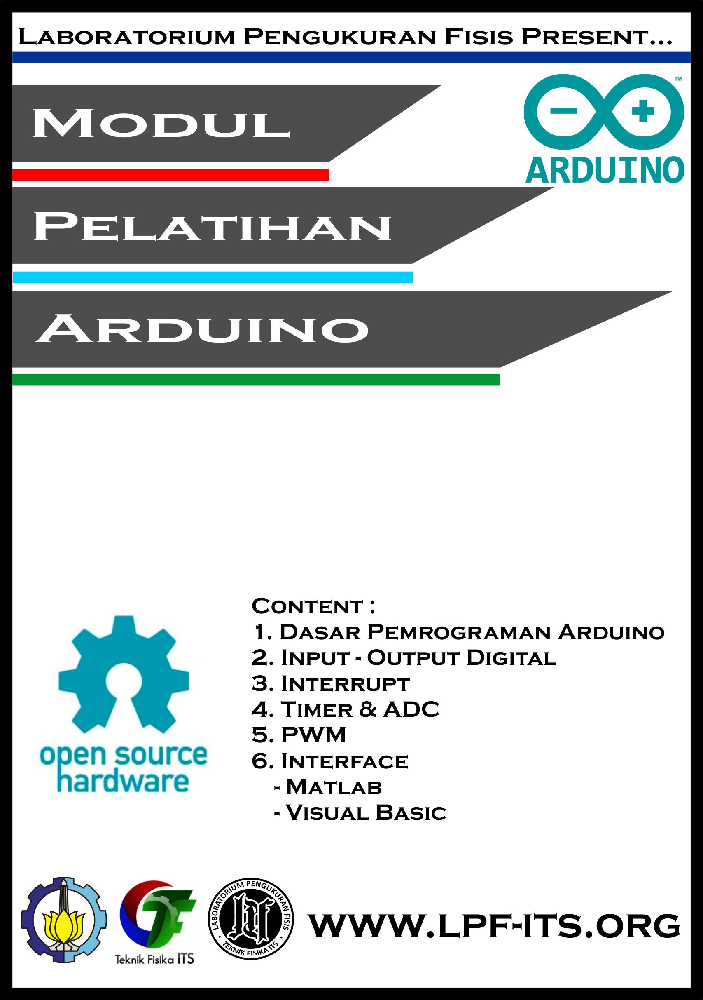 Laboratorium Pengukuran Fisis Present...
™
ARDUINO
Modul
Pelatihan
Arduino
Content :
1. Dasar Pemrograman Arduino
2. Input - Output Digital
3. Interrupt
4. Timer & ADC
5. PWM
6. Interface
- Matlab
- Visual Basic
open source
hardware
Teknik Fisika ITS
LABORATORIUM PENGUKURAN FISIS
• TEKNIK FISIKA ITS •
www.lpf-its.org